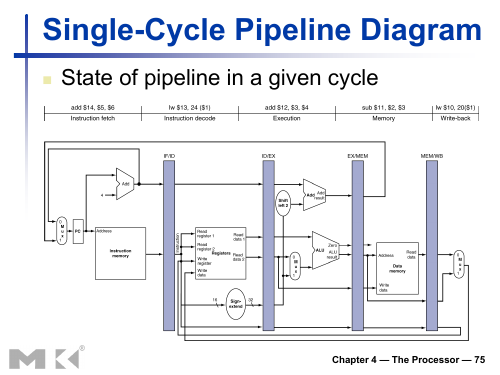 Single-Cycle Pipeline Diagram
State of pipeline in a given cycle
add $14, $5, $6
lw $13, 24 ($1)
add $12, $3, $4
sub $11, $2, $3
lw $10, 20($1)
Instruction fetch
Instruction decode
Execution
Memory
Write-back
IF/ID
ID/EX
EX/MEM
MEM/WB
Add
4
Shift
left 2
Add
Add
result
0
M
u
x
1
PC
Address
Instruction
memory
Instruction
Read
register 1
Read
register 2
Registers
Write
register
Write
data
Read
data 1
Read
data 2
0
M
u
x
1
Zero
ALU
ALU
result
Address
Read
data
Data
memory
Write
data
M
u
x
16
Sign-
extend
32
MK®
Chapter 4 — The Processor — 75